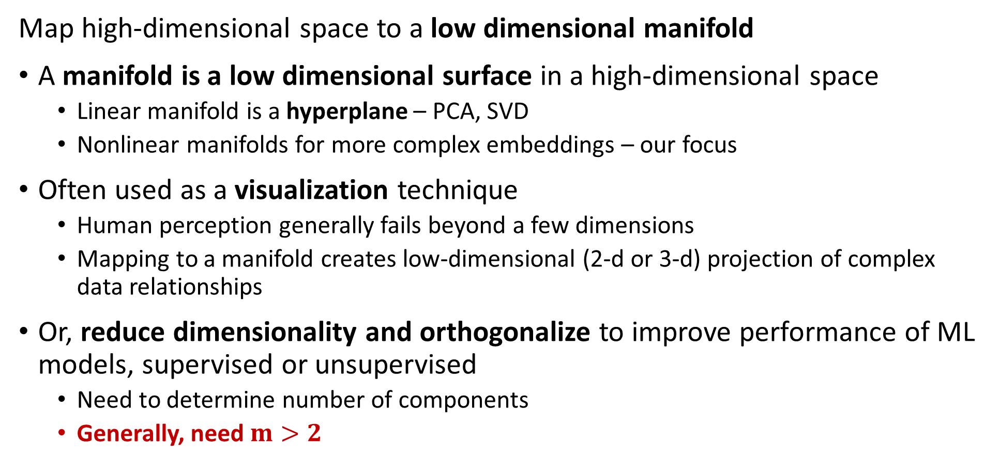 Map high-dimensional space to a low dimensional manifold
• A manifold is a low dimensional surface in a high-dimensional space
• Linear manifold is a hyperplane – PCA, SVD
• Nonlinear manifolds for more complex embeddings – our focus
• Often used as a visualization technique
• Human perception generally fails beyond a few dimensions
• Mapping to a manifold creates low-dimensional (2-d or 3-d) projection of complex
data relationships
• Or, reduce dimensionality and orthogonalize to improve performance of ML
models, supervised or unsupervised
• Need to determine number of components
• Generally, need m > 2